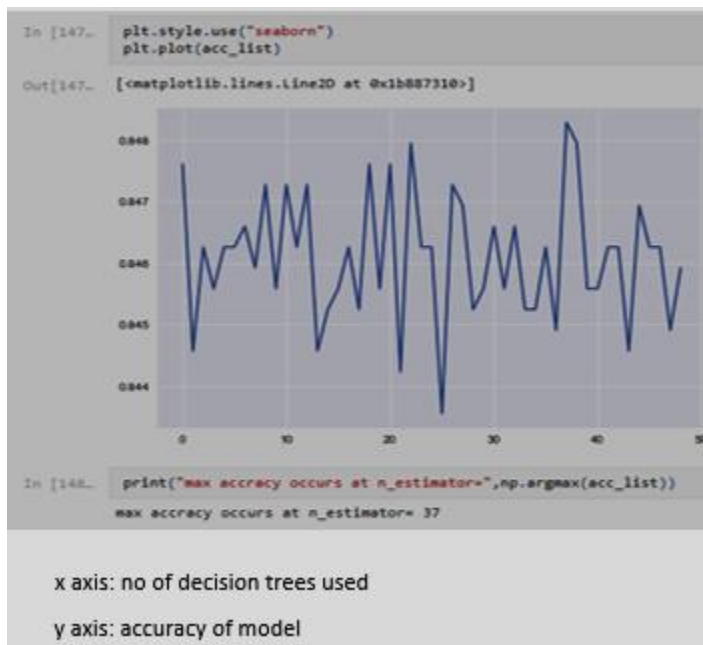 In [147…
plt.style.use("seaborn")
plt.plot(acc_list)
Out[147…
[<matplotlib.lines.Line2D at 0x1b887310>]
0.848
0.847
0.846
0.845
0.844
0 10 20 30 40 50
In [148…
print("max accracy occurs at n_estimator=",np.argmax(acc_list))
max accracy occurs at n_estimator= 37
x axis: no of decision trees used
y axis: accuracy of model